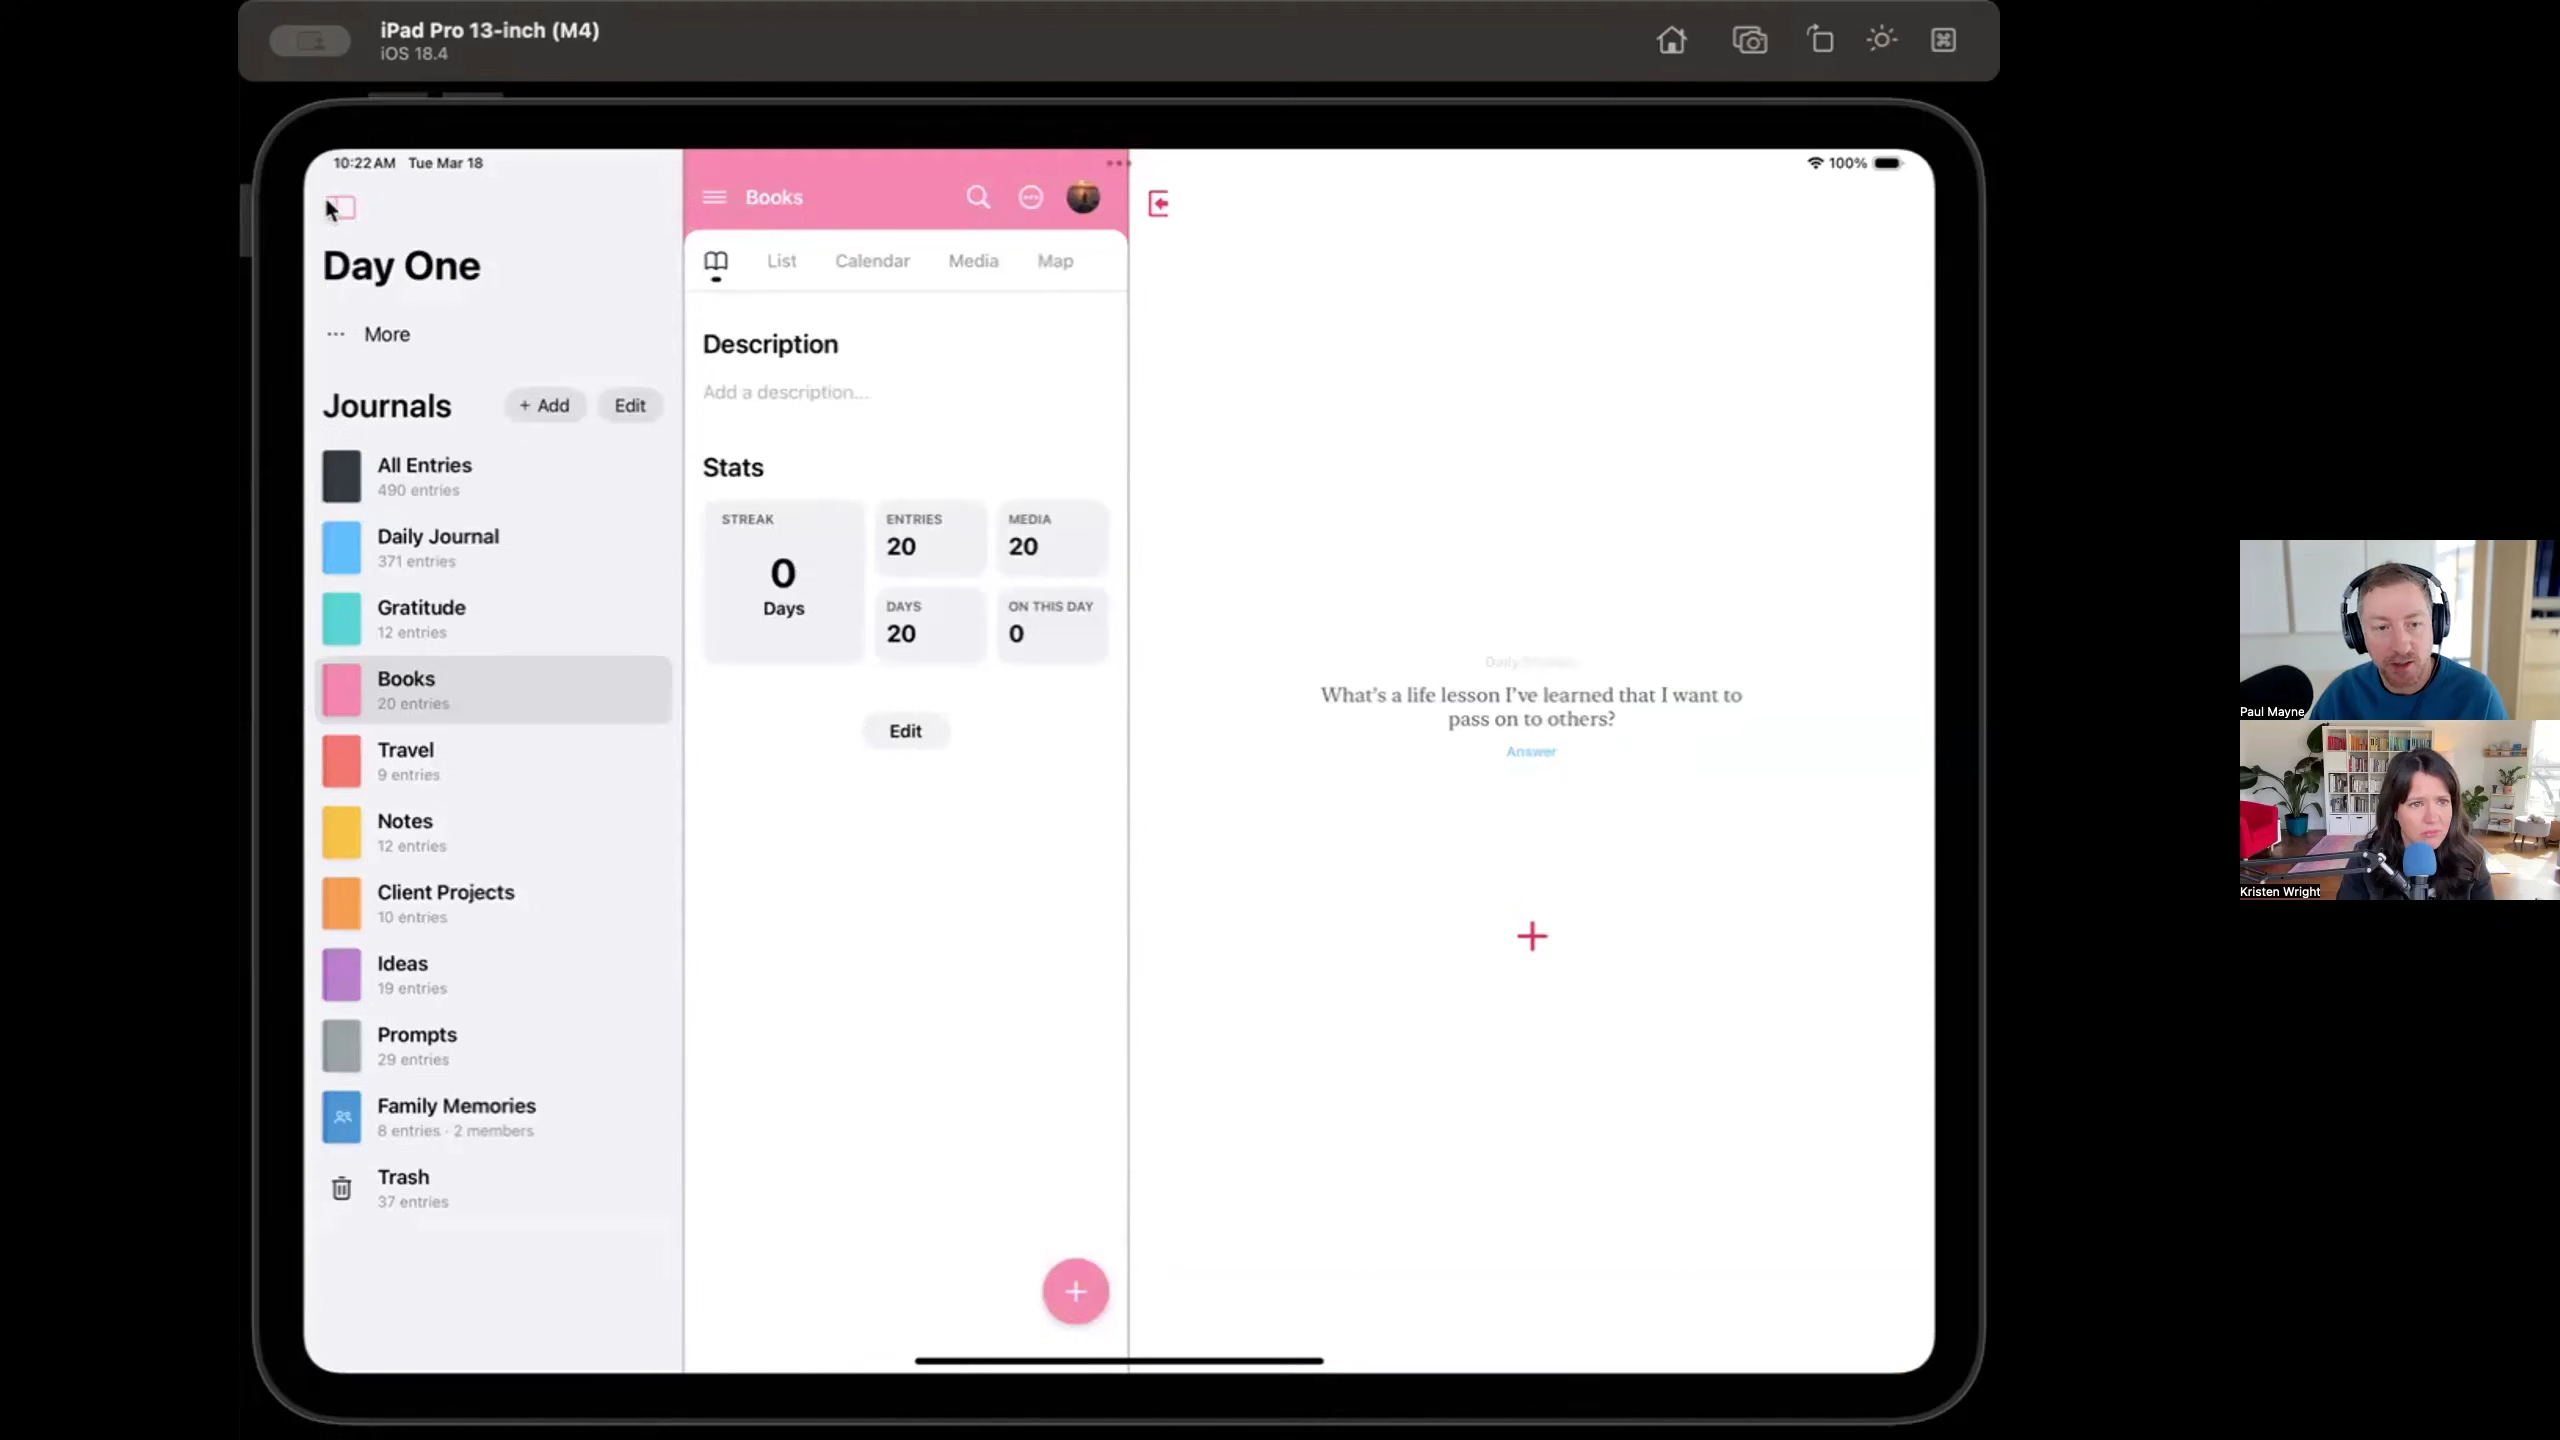 iPad Pro 13-inch (M4)
iOS 18.4
10:22 AM Tue Mar 18
100%
Day One
More
Journals
+ Add
Edit
All Entries
490 entries
Daily Journal
371 entries
Gratitude
12 entries
Books
20 entries
Travel
9 entries
Notes
12 entries
Client Projects
10 entries
Ideas
19 entries
Prompts
29 entries
Family Memories
8 entries · 2 members
Trash
37 entries
Books
List
Calendar
Media
Map
Description
Add a description...
Stats
STREAK
0
Days
ENTRIES
20
MEDIA
20
DAYS
20
ON THIS DAY
0
Edit
Daily
What's a life lesson I've learned that I want to
pass on to others?
Answer
Paul Mayne
Kristen Wright